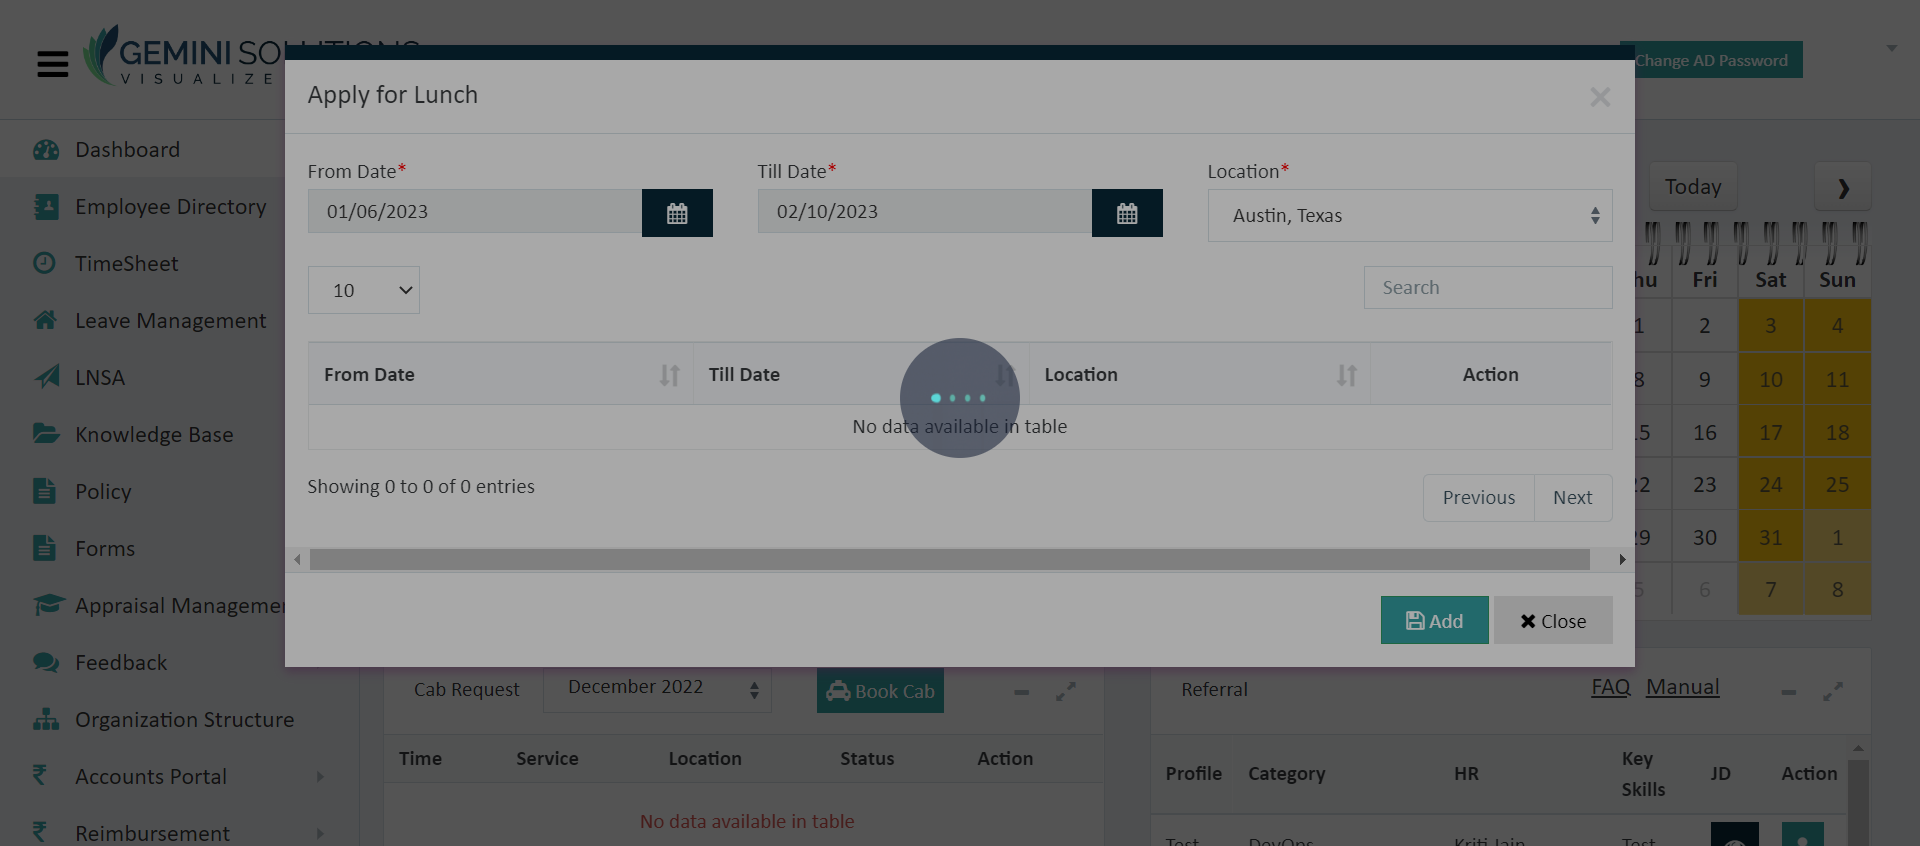 GEMINI SOLUTIONS
VISUALIZE
Change AD Password
Apply for Lunch
×
From Date*
Till Date*
Location*
01/06/2023
02/10/2023
Austin, Texas
10
Search
From Date
Till Date
Location
Action
No data available in table
Showing 0 to 0 of 0 entries
Previous
Next
Add
Close
Dashboard
Employee Directory
TimeSheet
Leave Management
LNSA
Knowledge Base
Policy
Forms
Appraisal Managemen
Feedback
Organization Structure
Accounts Portal
Reimbursement
Today
hu Fri Sat Sun
1 2 3 4
8 9 10 11
15 16 17 18
22 23 24 25
29 30 31 1
5 6 7 8
Cab Request
December 2022
Book Cab
Time Service Location Status Action
No data available in table
Referral
FAQ Manual
Profile Category HR Key Skills JD Action
Test DevOps Kriti Jain Test